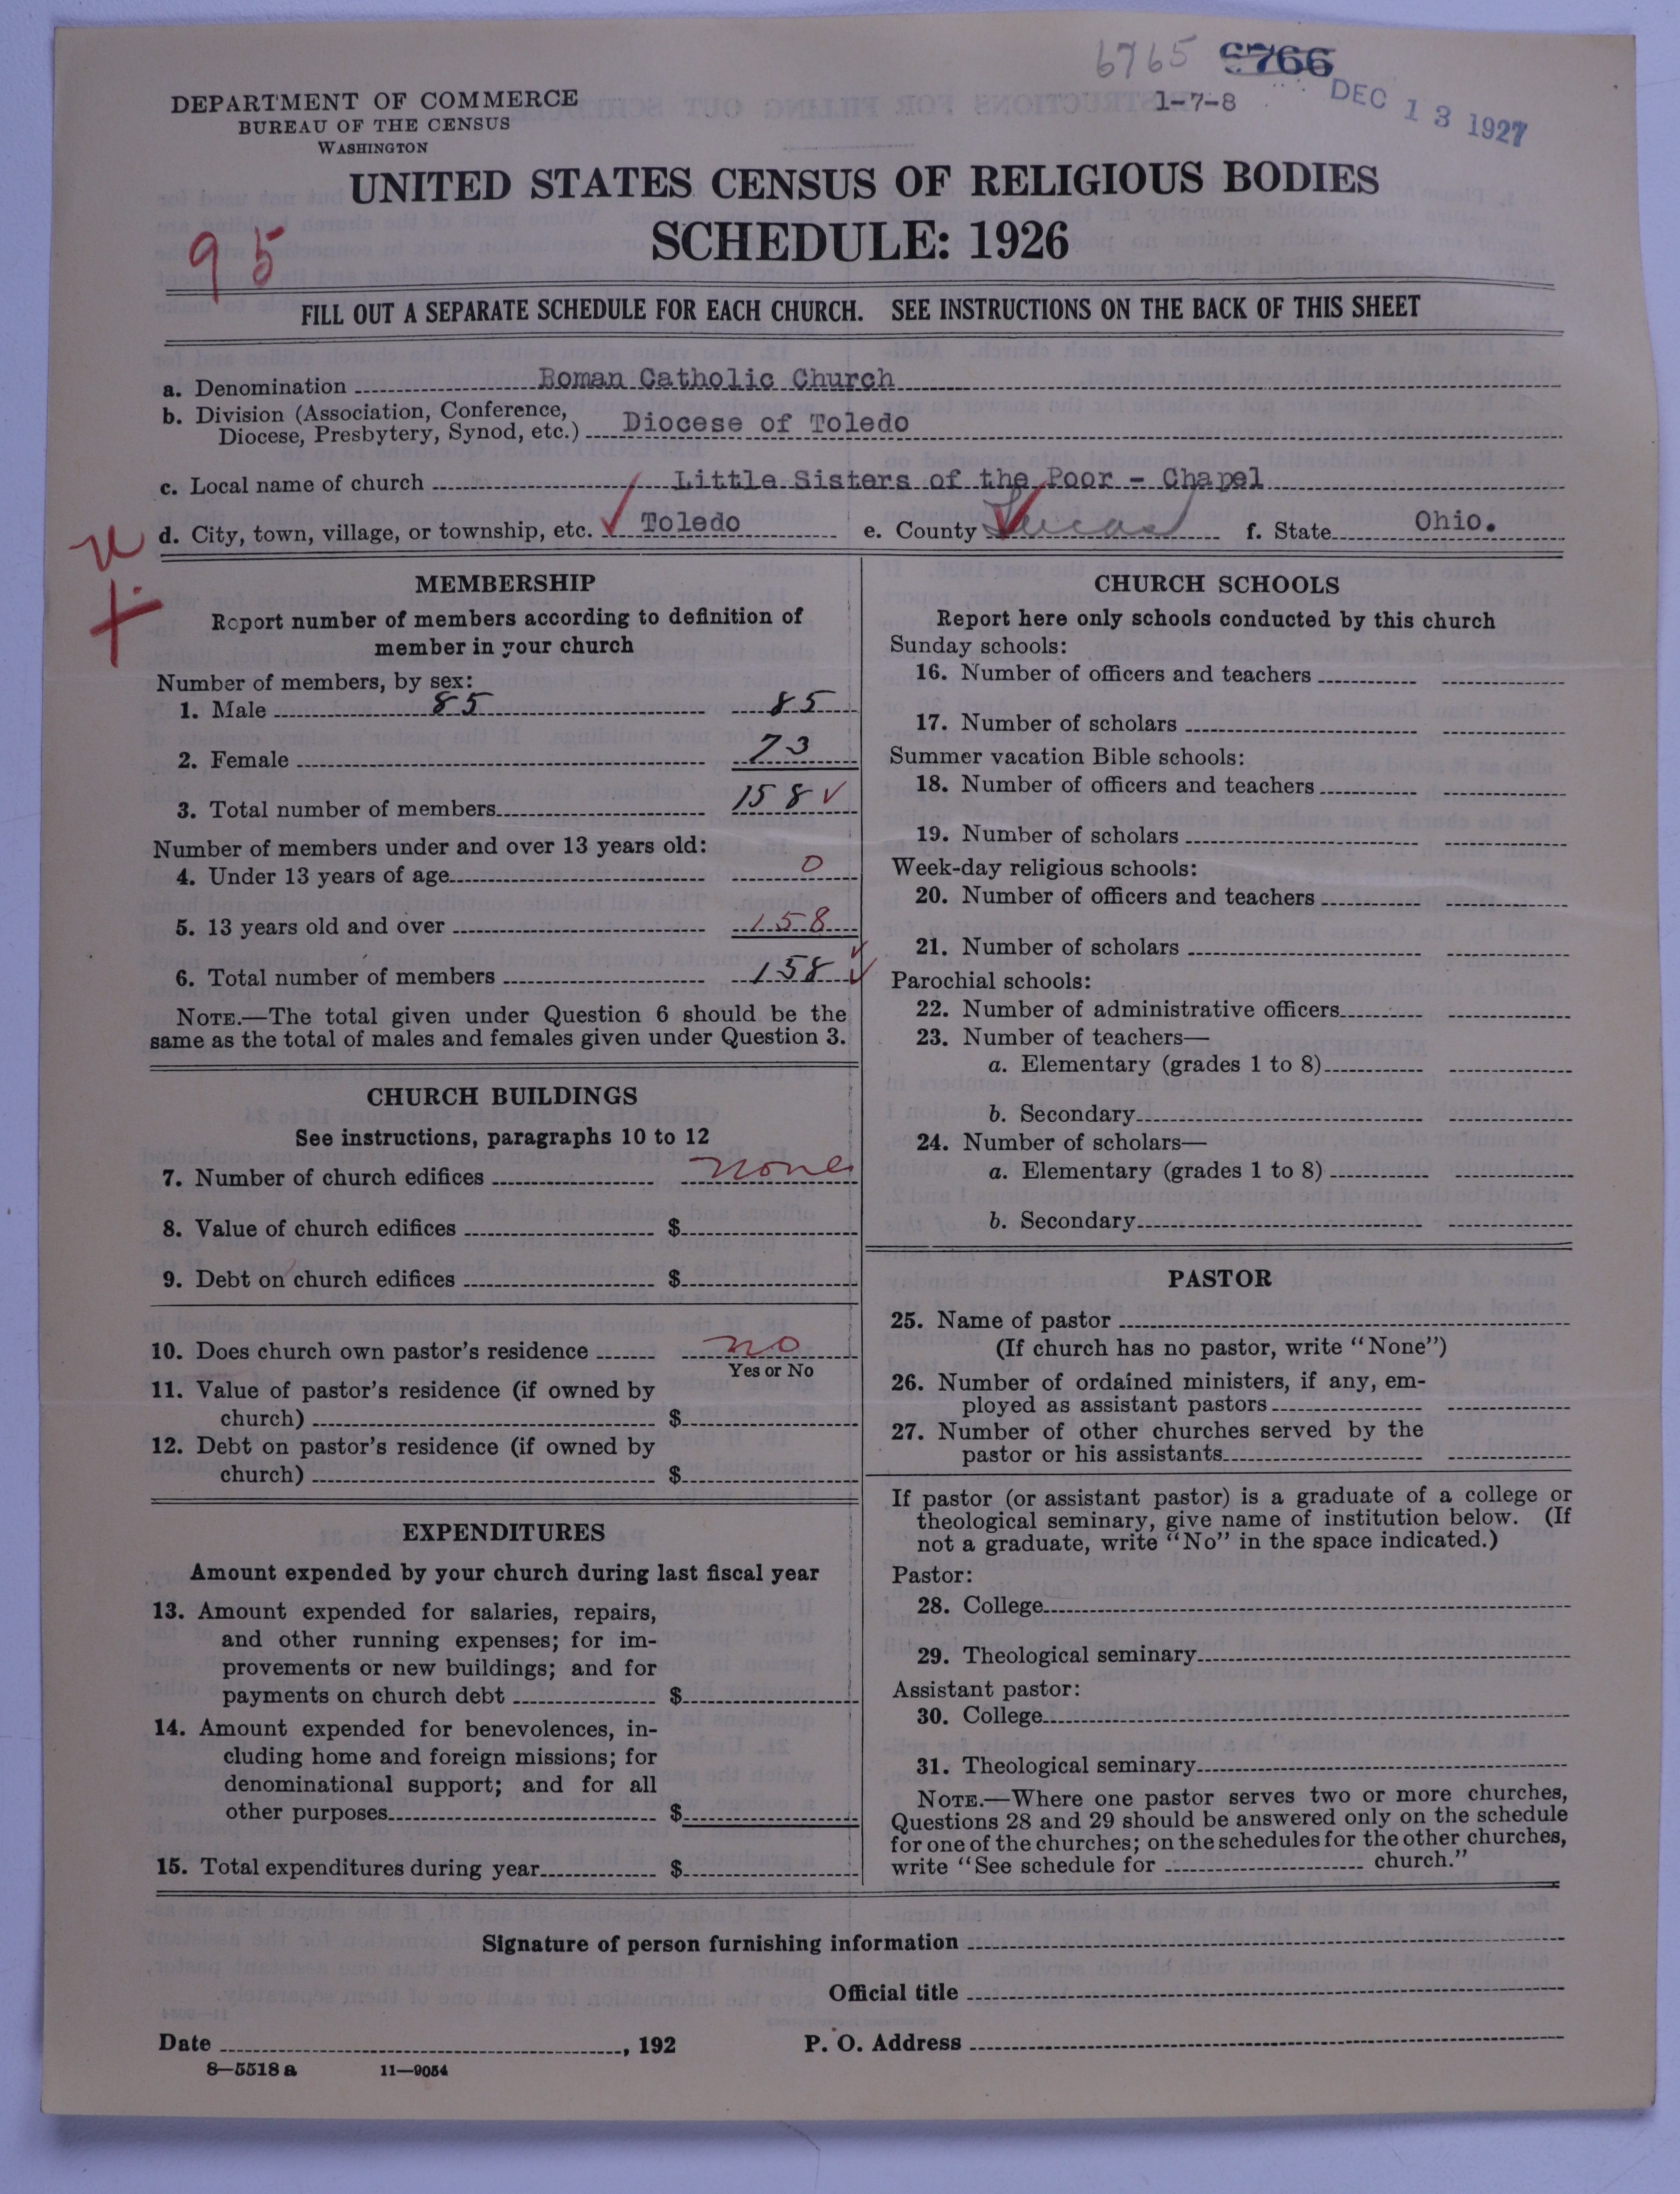 6765 6766
1-7-8
DEC 13 1927
DEPARTMENT OF COMMERCE
BUREAU OF THE CENSUS
WASHINGTON
UNITED STATES CENSUS OF RELIGIOUS BODIES
SCHEDULE: 1926
95
FILL OUT A SEPARATE SCHEDULE FOR EACH CHURCH. SEE INSTRUCTIONS ON THE BACK OF THIS SHEET
a. Denomination Roman Catholic Church
b. Division (Association, Conference,
Diocese, Presbytery, Synod, etc.) Diocese of Toledo
c. Local name of church Little Sisters of the Poor - Chapel
d. City, town, village, or township, etc. Toledo e. County Lucas f. State Ohio.
MEMBERSHIP
Report number of members according to definition of
member in your church
Number of members, by sex:
1. Male 85 85
2. Female 73
3. Total number of members 158
Number of members under and over 13 years old:
4. Under 13 years of age 0
5. 13 years old and over 158
6. Total number of members 158
NOTE.—The total given under Question 6 should be the
same as the total of males and females given under Question 3.
CHURCH BUILDINGS
See instructions, paragraphs 10 to 12
7. Number of church edifices none
8. Value of church edifices $
9. Debt on church edifices $
10. Does church own pastor's residence no
Yes or No
11. Value of pastor's residence (if owned by
church) $
12. Debt on pastor's residence (if owned by
church) $
EXPENDITURES
Amount expended by your church during last fiscal year
13. Amount expended for salaries, repairs,
and other running expenses; for im-
provements or new buildings; and for
payments on church debt $
14. Amount expended for benevolences, in-
cluding home and foreign missions; for
denominational support; and for all
other purposes $
15. Total expenditures during year $
CHURCH SCHOOLS
Report here only schools conducted by this church
Sunday schools:
16. Number of officers and teachers
17. Number of scholars
Summer vacation Bible schools:
18. Number of officers and teachers
19. Number of scholars
Week-day religious schools:
20. Number of officers and teachers
21. Number of scholars
Parochial schools:
22. Number of administrative officers
23. Number of teachers—
a. Elementary (grades 1 to 8)
b. Secondary
24. Number of scholars—
a. Elementary (grades 1 to 8)
b. Secondary
PASTOR
25. Name of pastor
(If church has no pastor, write "None")
26. Number of ordained ministers, if any, em-
ployed as assistant pastors
27. Number of other churches served by the
pastor or his assistants
If pastor (or assistant pastor) is a graduate of a college or
theological seminary, give name of institution below. (If
not a graduate, write "No" in the space indicated.)
Pastor:
28. College
29. Theological seminary
Assistant pastor:
30. College
31. Theological seminary
NOTE.—Where one pastor serves two or more churches,
Questions 28 and 29 should be answered only on the schedule
for one of the churches; on the schedules for the other churches,
write "See schedule for church."
Signature of person furnishing information
Official title
Date , 192 P. O. Address
8—5518 a 11—9054